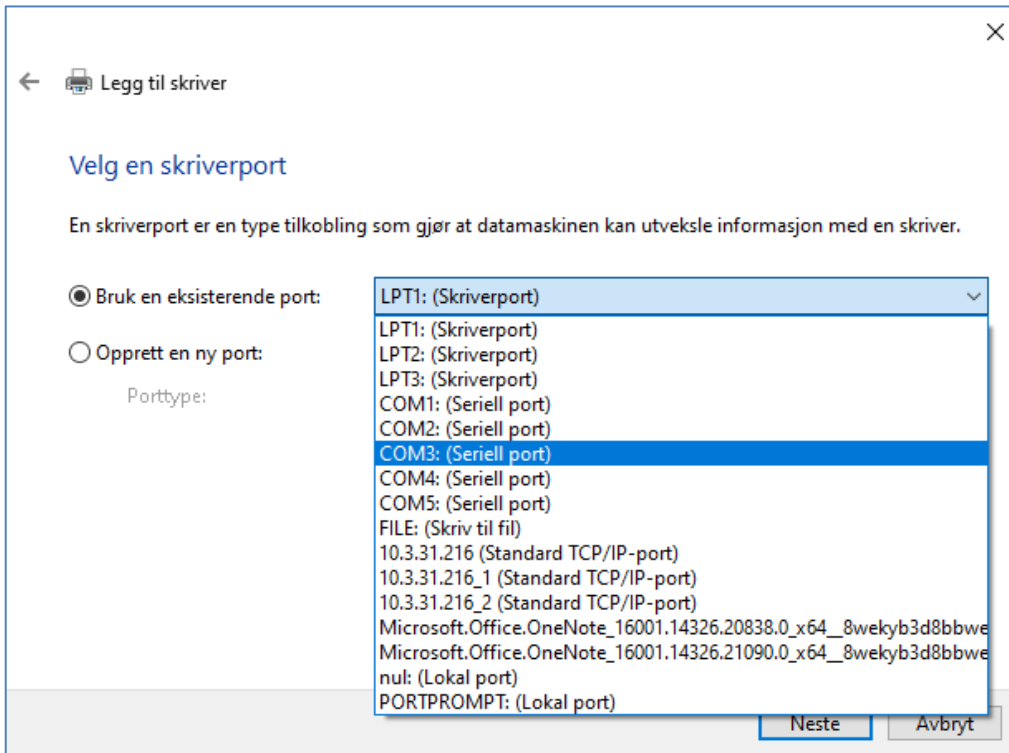 Legg til skriver
Velg en skriverport
En skriverport er en type tilkobling som gjør at datamaskinen kan utveksle informasjon med en skriver.
Bruk en eksisterende port: LPT1: (Skriverport)
LPT1: (Skriverport)
Opprett en ny port: LPT2: (Skriverport)
LPT3: (Skriverport)
Porttype: COM1: (Seriell port)
COM2: (Seriell port)
COM3: (Seriell port)
COM4: (Seriell port)
COM5: (Seriell port)
FILE: (Skriv til fil)
10.3.31.216 (Standard TCP/IP-port)
10.3.31.216_1 (Standard TCP/IP-port)
10.3.31.216_2 (Standard TCP/IP-port)
Microsoft.Office.OneNote_16001.14326.20838.0_x64__8wekyb3d8bbwe
Microsoft.Office.OneNote_16001.14326.21090.0_x64__8wekyb3d8bbwe
nul: (Lokal port)
PORTPROMPT: (Lokal port)
Neste Avbryt